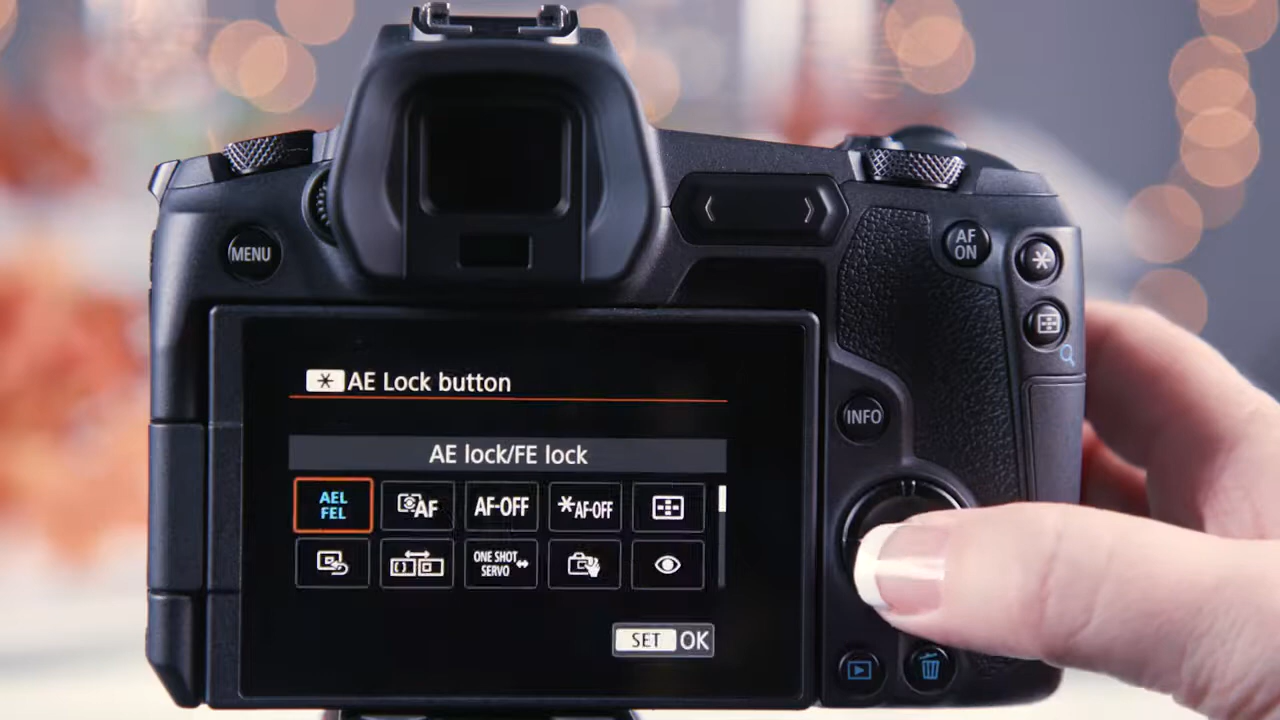 MENU
AF
ON
AE Lock button
AE lock/FE lock
AEL
FEL
AF
AF-OFF
AF-OFF
ONE SHOT
SERVO
SET OK
INFO